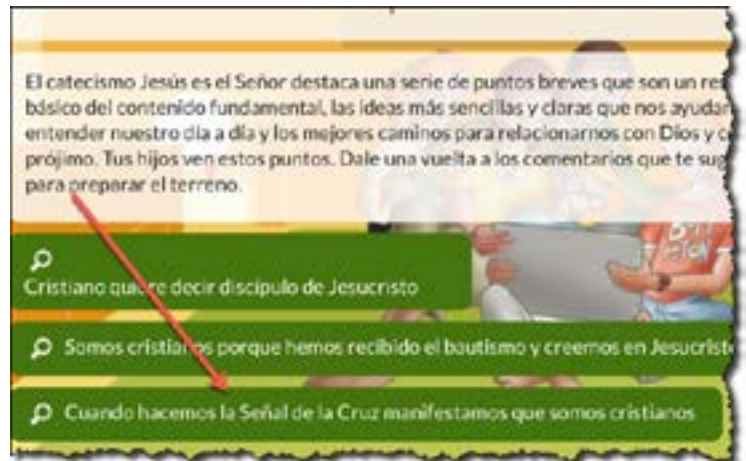 El catecismo Jesús es el Señor destaca una serie de puntos breves que son un
básico del contenido fundamental, las ideas más sencillas y claras que nos ayudan
entender nuestro día a día y los mejores caminos para relacionarnos con Dios y
prójimo. Tus hijos ven estos puntos. Dale una vuelta a los comentarios que te
para preparar el terreno.
Cristiano quiere decir discípulo de Jesucristo
Somos cristianos porque hemos recibido el bautismo y creemos en Jesucristo
Cuando hacemos la Señal de la Cruz manifestamos que somos cristianos